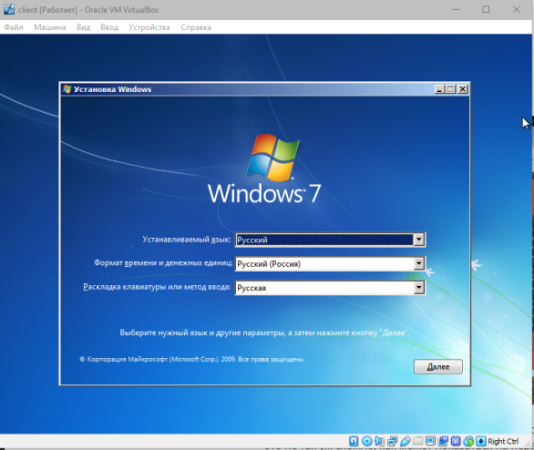 client [Работает] - Oracle VM VirtualBox
Файл Машина Вид Ввод Устройства Справка
Установка Windows
Windows 7
Устанавливаемый язык: Русский
Формат времени и денежных единиц: Русский (Россия)
Раскладка клавиатуры или метод ввода: Русская
Выберите нужный язык и другие параметры, а затем нажмите кнопку "Далее".
© Корпорация Майкрософт (Microsoft Corp.), 2009. Все права защищены.
Далее
Right Ctrl